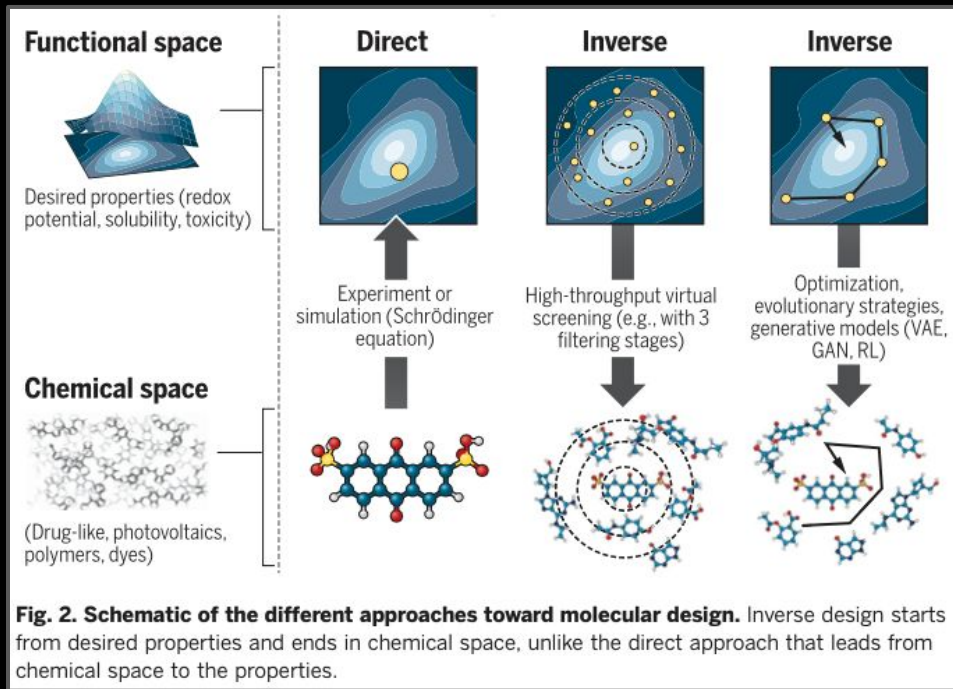 Functional space
Desired properties (redox
potential, solubility, toxicity)
Chemical space
(Drug-like, photovoltaics,
polymers, dyes)
Direct
Experiment or
simulation (Schrödinger
equation)
Inverse
High-throughput virtual
screening (e.g., with 3
filtering stages)
Inverse
Optimization,
evolutionary strategies,
generative models (VAE,
GAN, RL)
Fig. 2. Schematic of the different approaches toward molecular design. Inverse design starts
from desired properties and ends in chemical space, unlike the direct approach that leads from
chemical space to the properties.